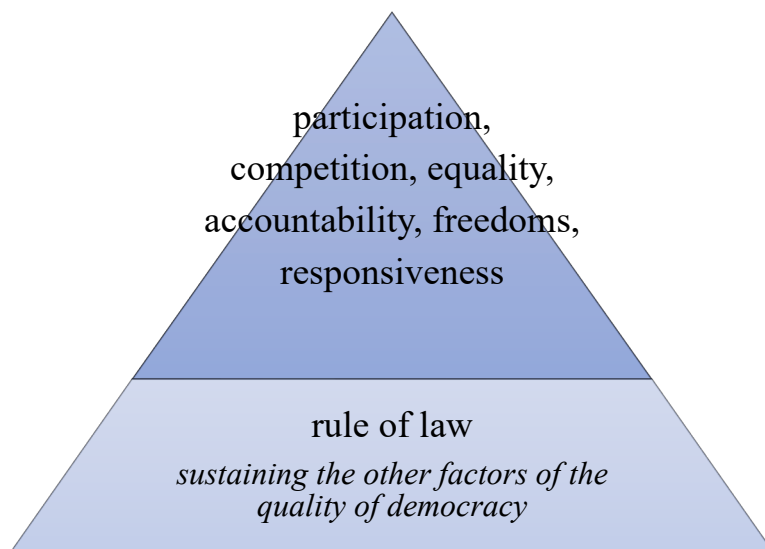 participation,
competition, equality,
accountability, freedoms,
responsiveness
rule of law
sustaining the other factors of the
quality of democracy